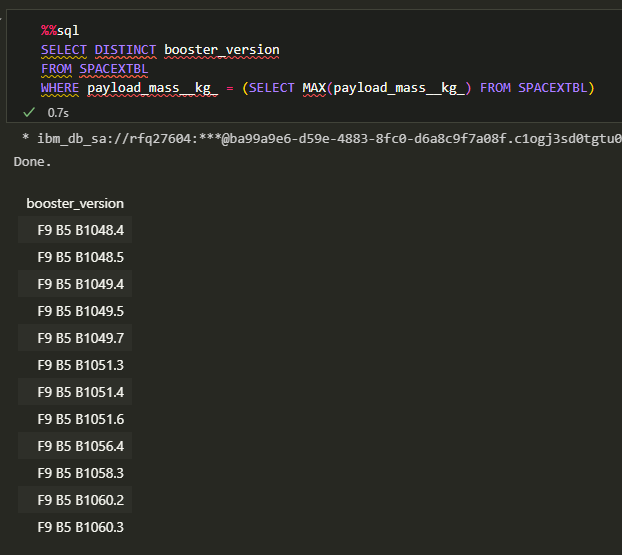 %%sql
SELECT DISTINCT booster_version
FROM SPACEXTBL
WHERE payload_mass__kg_ = (SELECT MAX(payload_mass__kg_) FROM SPACEXTBL)
0.7s
* ibm_db_sa://rfq27604:***@ba99a9e6-d59e-4883-8fc0-d6a8c9f7a08f.c1ogj3sd0tgtu0
Done.
booster_version
F9 B5 B1048.4
F9 B5 B1048.5
F9 B5 B1049.4
F9 B5 B1049.5
F9 B5 B1049.7
F9 B5 B1051.3
F9 B5 B1051.4
F9 B5 B1051.6
F9 B5 B1056.4
F9 B5 B1058.3
F9 B5 B1060.2
F9 B5 B1060.3